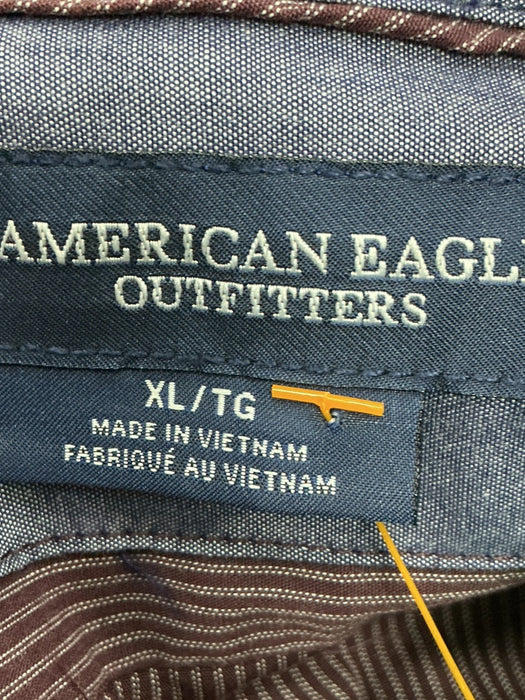 AMERICAN EAGL
OUTFITTERS
XL/TG
MADE IN VIETNAM
FABRIQUÉ AU VIETNAM